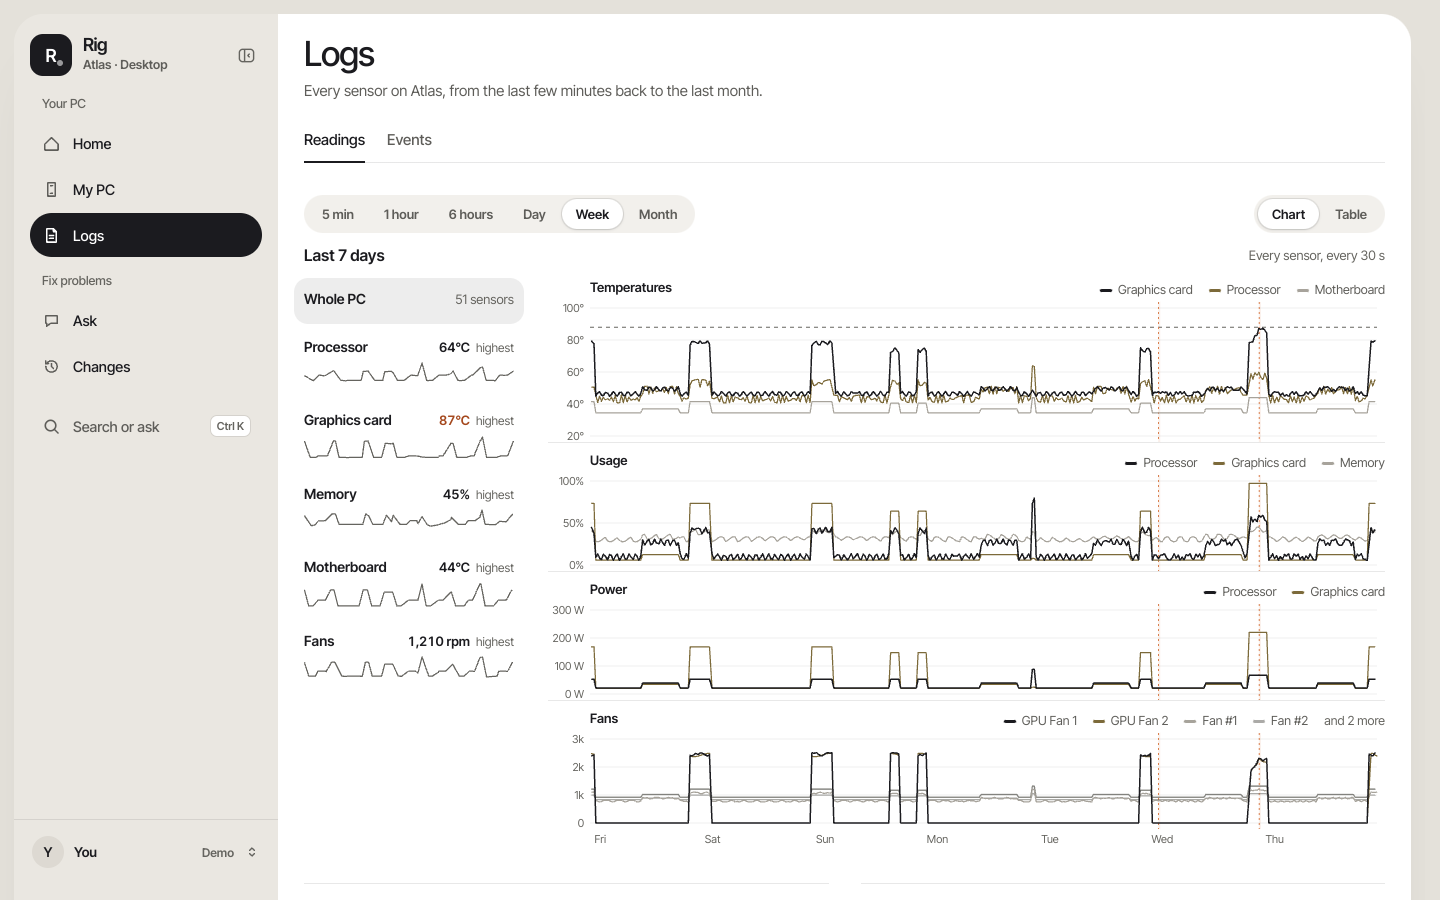 R.
Rig
Atlas · Desktop
Your PC
Home
My PC
Logs
Fix problems
Ask
Changes
Search or ask
Ctrl K
Y
You
Demo
Logs
Every sensor on Atlas, from the last few minutes back to the last month.
Readings
Events
5 min
1 hour
6 hours
Day
Week
Month
Chart
Table
Last 7 days
Every sensor, every 30 s
Whole PC
51 sensors
Processor
64°C highest
Graphics card
87°C highest
Memory
45% highest
Motherboard
44°C highest
Fans
1,210 rpm highest
Temperatures
Graphics card
Processor
Motherboard
100°
80°
60°
40°
20°
Usage
Processor
Graphics card
Memory
100%
50%
0%
Power
Processor
Graphics card
300 W
200 W
100 W
0 W
Fans
GPU Fan 1
GPU Fan 2
Fan #1
Fan #2
and 2 more
3k
2k
1k
0
Fri
Sat
Sun
Mon
Tue
Wed
Thu